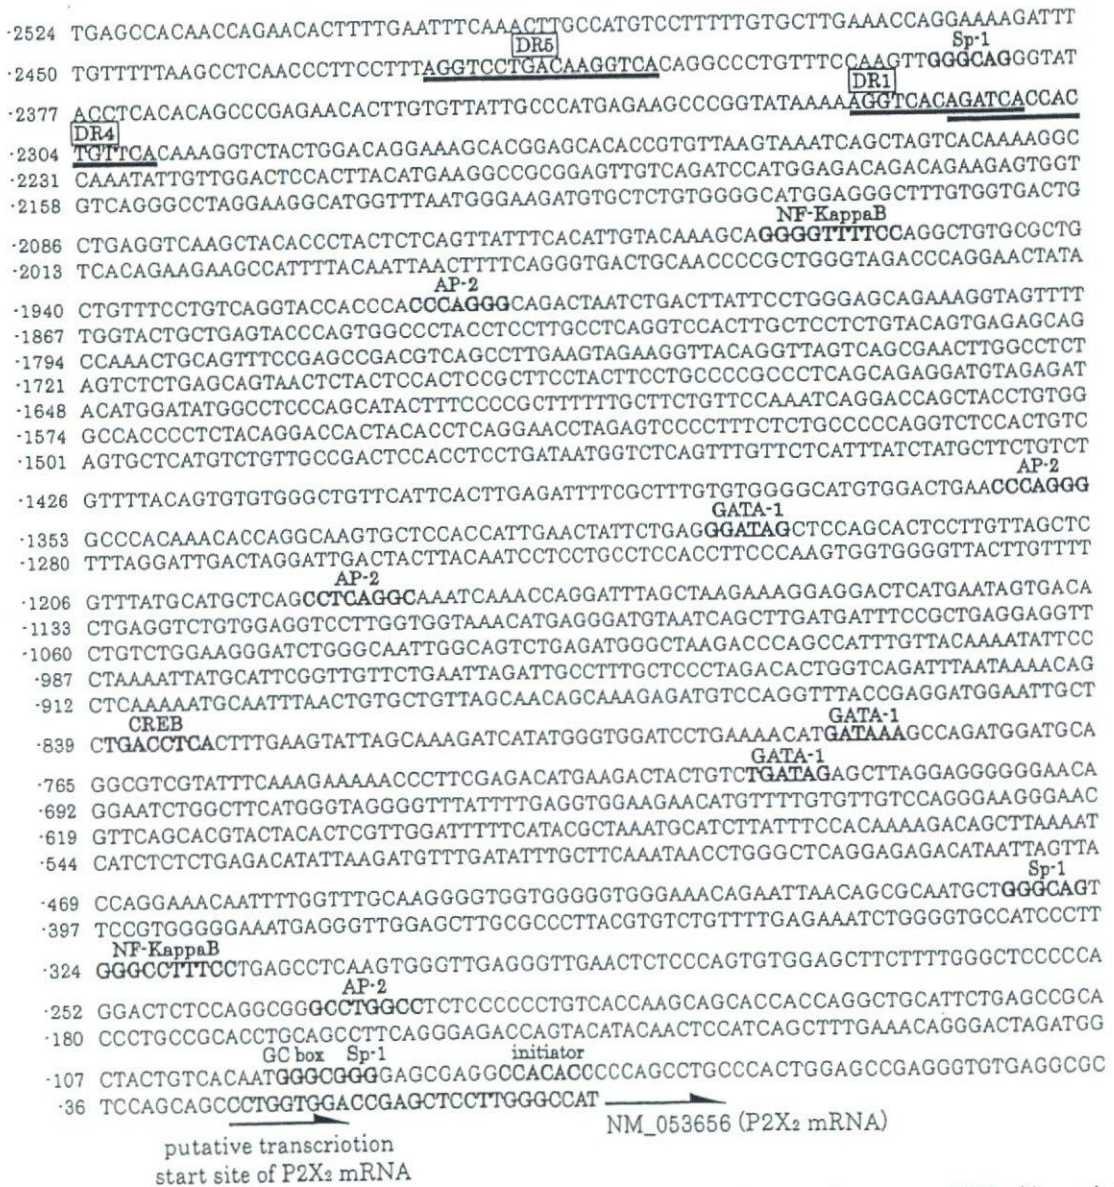 -2524 TGAGCCACAACCAGAACACTTTTGAATTTCAAACTTGCCATGTCCTTTTTGTGCTTGAAACCAGGAAAAGATTT
DR5 Sp-1
-2450 TGTTTTTAAGCCTCAACCCTTCCTTTAGGTCCTGACAAGGTCACAGGCCCTGTTTCCAAGTTGGGCAGGGTAT
DR1
-2377 ACCTCACACAGCCCGAGAACACTTGTGTTATTGCCCATGAGAAGCCCGGTATAAAAAGGTCACAGATCACCAC
DR4
-2304 TGTTCACAAAGGTCTACTGGACAGGAAAGCACGGAGCACACCGTGTTAAGTAAATCAGCTAGTCACAAAAGGC
-2231 CAAATATTGTTGGACTCCACTTACATGAAGGCCGCGGAGTTGTCAGATCCATGGAGACAGACAGAAGAGTGGT
-2158 GTCAGGGCCTAGGAAGGCATGGTTTAATGGGAAGATGTGCTCTGTGGGGCATGGAGGGCTTTGTGGTGACTG
NF-KappaB
-2086 CTGAGGTCAAGCTACACCCTACTCTCAGTTATTTCACATTGTACAAAGCAGGGGTTTTCCAGGCTGTGCGCTG
-2013 TCACAGAAGAAGCCATTTTACAATTAACTTTTCAGGGTGACTGCAACCCCGCTGGGTAGACCCAGGAACTATA
AP-2
-1940 CTGTTTCCTGTCAGGTACCACCCACCCAGGGCAGACTAATCTGACTTATTCCTGGGAGCAGAAAGGTAGTTTT
-1867 TGGTACTGCTGAGTACCCAGTGGCCCTACCTCCTTGCCTCAGGTCCACTTGCTCCTCTGTACAGTGAGAGCAG
-1794 CCAAACTGCAGTTTCCGAGCCGACGTCAGCCTTGAAGTAGAAGGTTACAGGTTAGTCAGCGAACTTGGCCTCT
-1721 AGTCTCTGAGCAGTAACTCTACTCCACTCCGCTTCCTACTTCCTGCCCCGCCCTCAGCAGAGGATGTAGAGAT
-1648 ACATGGATATGGCCTCCCAGCATACTTTCCCCGCTTTTTTGCTTCTGTTCCAAATCAGGACCAGCTACCTGTGG
-1574 GCCACCCCTCTACAGGACCACTACACCTCAGGAACCTAGAGTCCCCTTTCTCTGCCCCCAGGTCTCCACTGTC
-1501 AGTGCTCATGTCTGTTGCCGACTCCACCTCCTGATAATGGTCTCAGTTTGTTCTCATTTATCTATGCTTCTGTCT
AP-2
-1426 GTTTTACAGTGTGTGGGCTGTTCATTCACTTGAGATTTTCGCTTTGTGTGGGGCATGTGGACTGAACCCAGGG
GATA-1
-1353 GCCCACAAACACCAGGCAAGTGCTCCACCATTGAACTATTCTGAGGGATAGCTCCAGCACTCCTTGTTAGCTC
-1280 TTTAGGATTGACTAGGATTGACTACTTACAATCCTCCTGCCTCCACCTTCCCAAGTGGTGGGGTTACTTGTTTT
AP-2
-1206 GTTTATGCATGCTCAGCCTCAGGCAAATCAAACCAGGATTTAGCTAAGAAAGGAGGACTCATGAATAGTGACA
-1133 CTGAGGTCTGTGGAGGTCCTTGGTGGTAAACATGAGGGATGTAATCAGCTTGATGATTTCCGCTGAGGAGGTT
-1060 CTGTCTGGAAGGGATCTGGGCAATTGGCAGTCTGAGATGGGCTAAGACCCAGCCATTTGTTACAAAATATTCC
-987 CTAAAATTATGCATTCGGTTGTTCTGAATTAGATTGCCTTTGCTCCCTAGACACTGGTCAGATTTAATAAAACAG
-912 CTCAAAAATGCAATTTAACTGTGCTGTTAGCAACAGCAAAGAGATGTCCAGGTTTACCGAGGATGGAATTGCT
CREB GATA-1
-839 CTGACCTCACTTTGAAGTATTAGCAAAGATCATATGGGTGGATCCTGAAAACATGATAAAGCCAGATGGATGCA
GATA-1
-765 GGCGTCGTATTTCAAAGAAAAACCCTTCGAGACATGAAGACTACTGTCTGATAGAGCTTAGGAGGGGGGAACA
-692 GGAATCTGGCTTCATGGGTAGGGGTTTATTTTGAGGTGGAAGAACATGTTTTGTGTTGTCCAGGGAAGGGAAC
-619 GTTCAGCACGTACTACACTCGTTGGATTTTTCATACGCTAAATGCATCTTATTTCCACAAAAGACAGCTTAAAAT
-544 CATCTCTCTGAGACATATTAAGATGTTTGATATTTGCTTCAAATAACCTGGGCTCAGGAGAGACATAATTAGTTA
Sp-1
-469 CCAGGAAACAATTTTGGTTTGCAAGGGGTGGTGGGGGTGGGAAACAGAATTAACAGCGCAATGCTGGGCAGT
-397 TCCGTGGGGGAAATGAGGGTTGGAGCTTGCGCCCTTACGTGTCTGTTTTGAGAAATCTGGGGTGCCATCCCTT
NF-KappaB
-324 GGGCCTTTCCTGAGCCTCAAGTGGGTTGAGGGTTGAACTCTCCCAGTGTGGAGCTTCTTTTGGGCTCCCCCA
AP-2
-252 GGACTCTCCAGGCGGGCCTGGCCTCTCCCCCCTGTCACCAAGCAGCACCACCAGGCTGCATTCTGAGCCGCA
-180 CCCTGCCGCACCTGCAGCCTTCAGGGAGACCAGTACATACAACTCCATCAGCTTTGAAACAGGGACTAGATGG
GC box Sp-1 initiator
-107 CTACTGTCACAATGGGCGGGGAGCGAGGCCACACCCCCAGCCTGCCCACTGGAGCCGAGGGTGTGAGGCGC
-36 TCCAGCAGCCCTGGTGGACCGAGCTCCTTGGGCCAT
NM_053656 (P2X₂ mRNA)
putative transcriotion
start site of P2X₂ mRNA